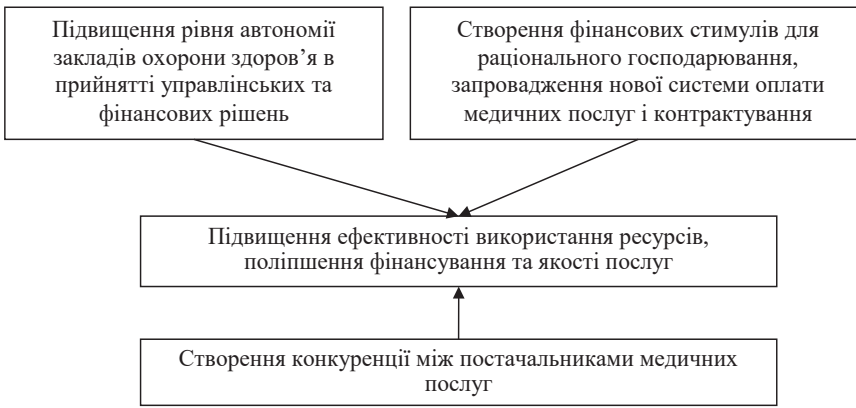 Підвищення рівня автономії
закладів охорони здоров’я в
прийнятті управлінських та
фінансових рішень
Створення фінансових стимулів для
раціонального господарювання,
запровадження нової системи оплати
медичних послуг і контрактування
Підвищення ефективності використання ресурсів,
поліпшення фінансування та якості послуг
Створення конкуренції між постачальниками медичних
послуг